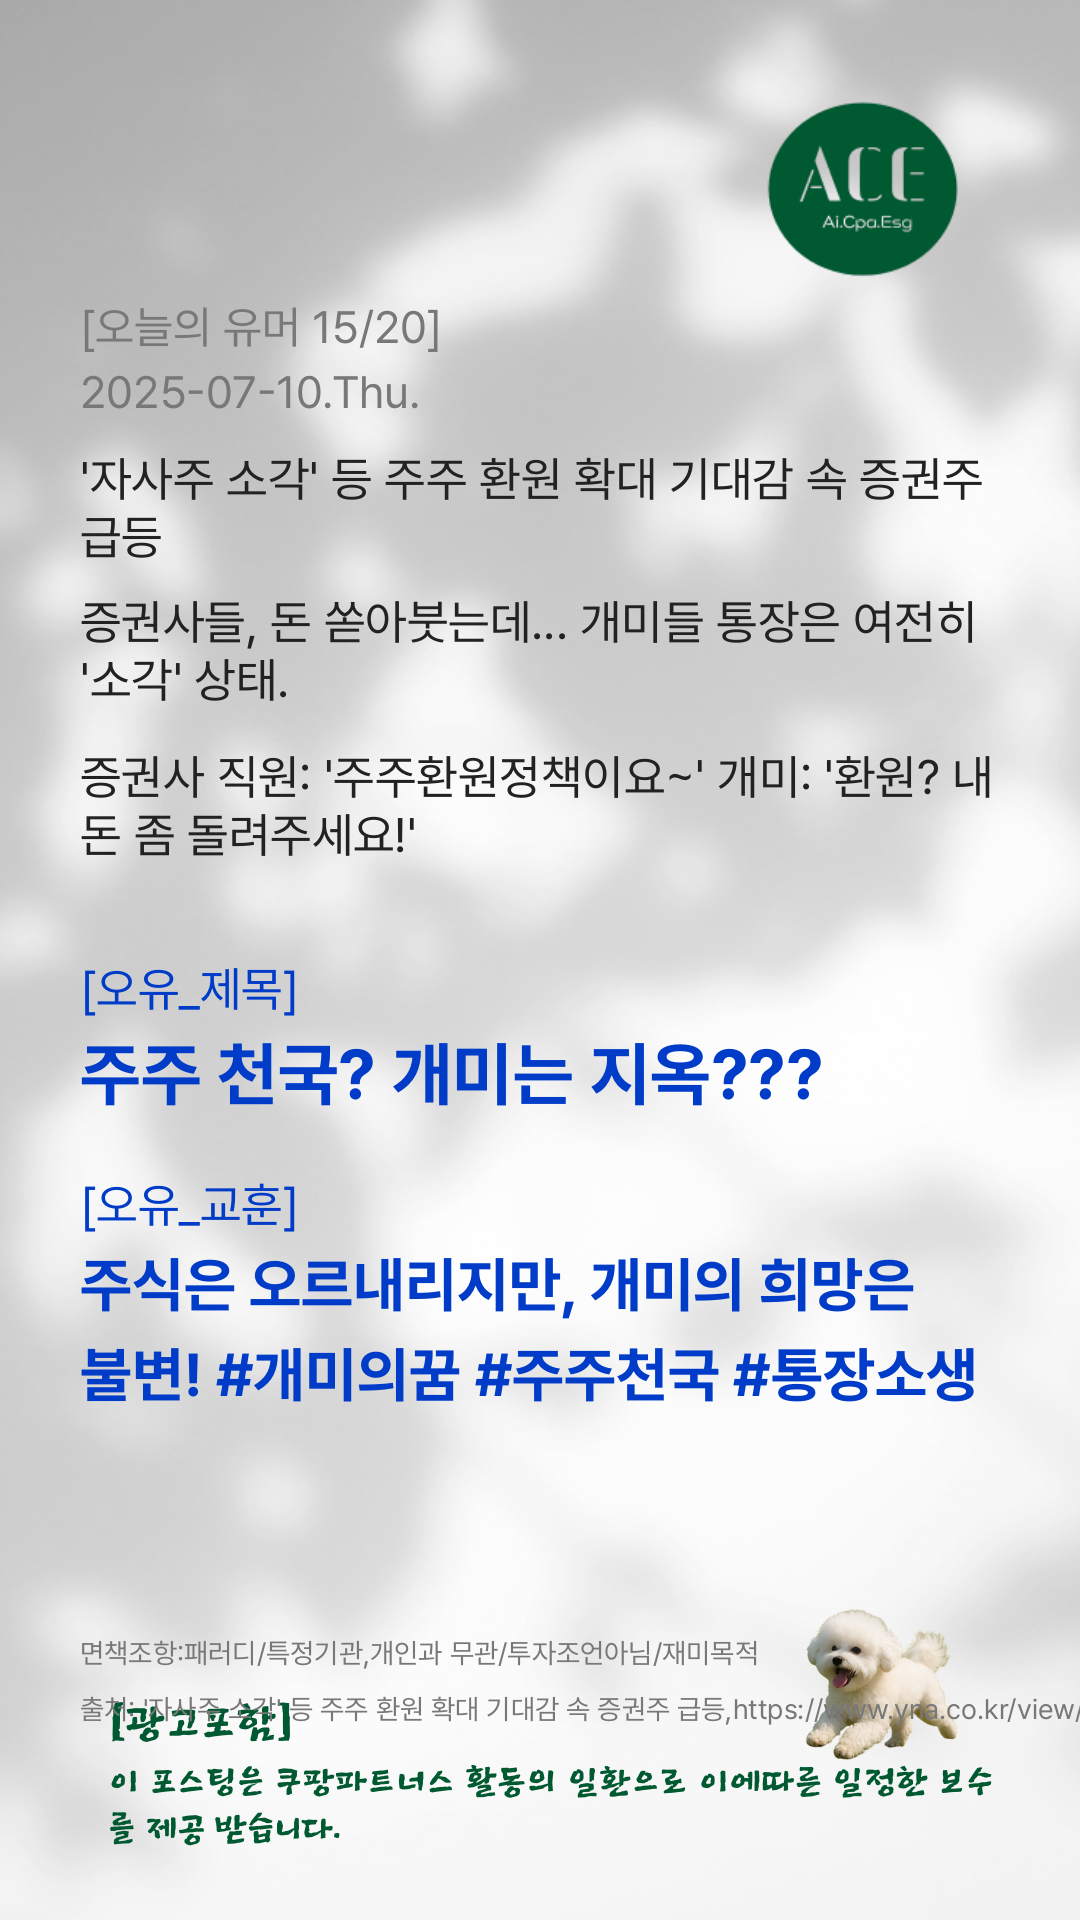 ACE
Ai.Cpa.Esg
[오늘의 유머 15/20]
2025-07-10.Thu.
'자사주 소각' 등 주주 환원 확대 기대감 속 증권주
급등
증권사들, 돈 쏟아붓는데... 개미들 통장은 여전히
'소각' 상태.
증권사 직원: '주주환원정책이요~' 개미: '환원? 내
돈 좀 돌려주세요!'
[오유_제목]
주주 천국? 개미는 지옥???
[오유_교훈]
주식은 오르내리지만, 개미의 희망은
불변! #개미의꿈 #주주천국 #통장소생
면책조항:패러디/특정기관,개인과 무관/투자조언아님/재미목적
출처: '자사주 소각' 등 주주 환원 확대 기대감 속 증권주 급등,https://www.yna.co.kr/view/
[광고포함]
이 포스팅은 쿠팡파트너스 활동의 일환으로 이에따른 일정한 보수
를 제공 받습니다.